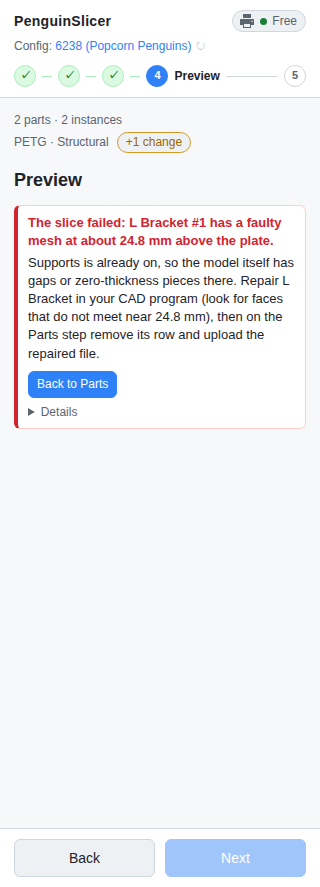 PenguinSlicer
Free
Config: 6238 (Popcorn Penguins)
✓ ✓ ✓ 4 Preview 5
2 parts · 2 instances
PETG · Structural +1 change
Preview
The slice failed: L Bracket #1 has a faulty
mesh at about 24.8 mm above the plate.
Supports is already on, so the model itself has
gaps or zero-thickness pieces there. Repair L
Bracket in your CAD program (look for faces
that do not meet near 24.8 mm), then on the
Parts step remove its row and upload the
repaired file.
Back to Parts
Details
Back
Next